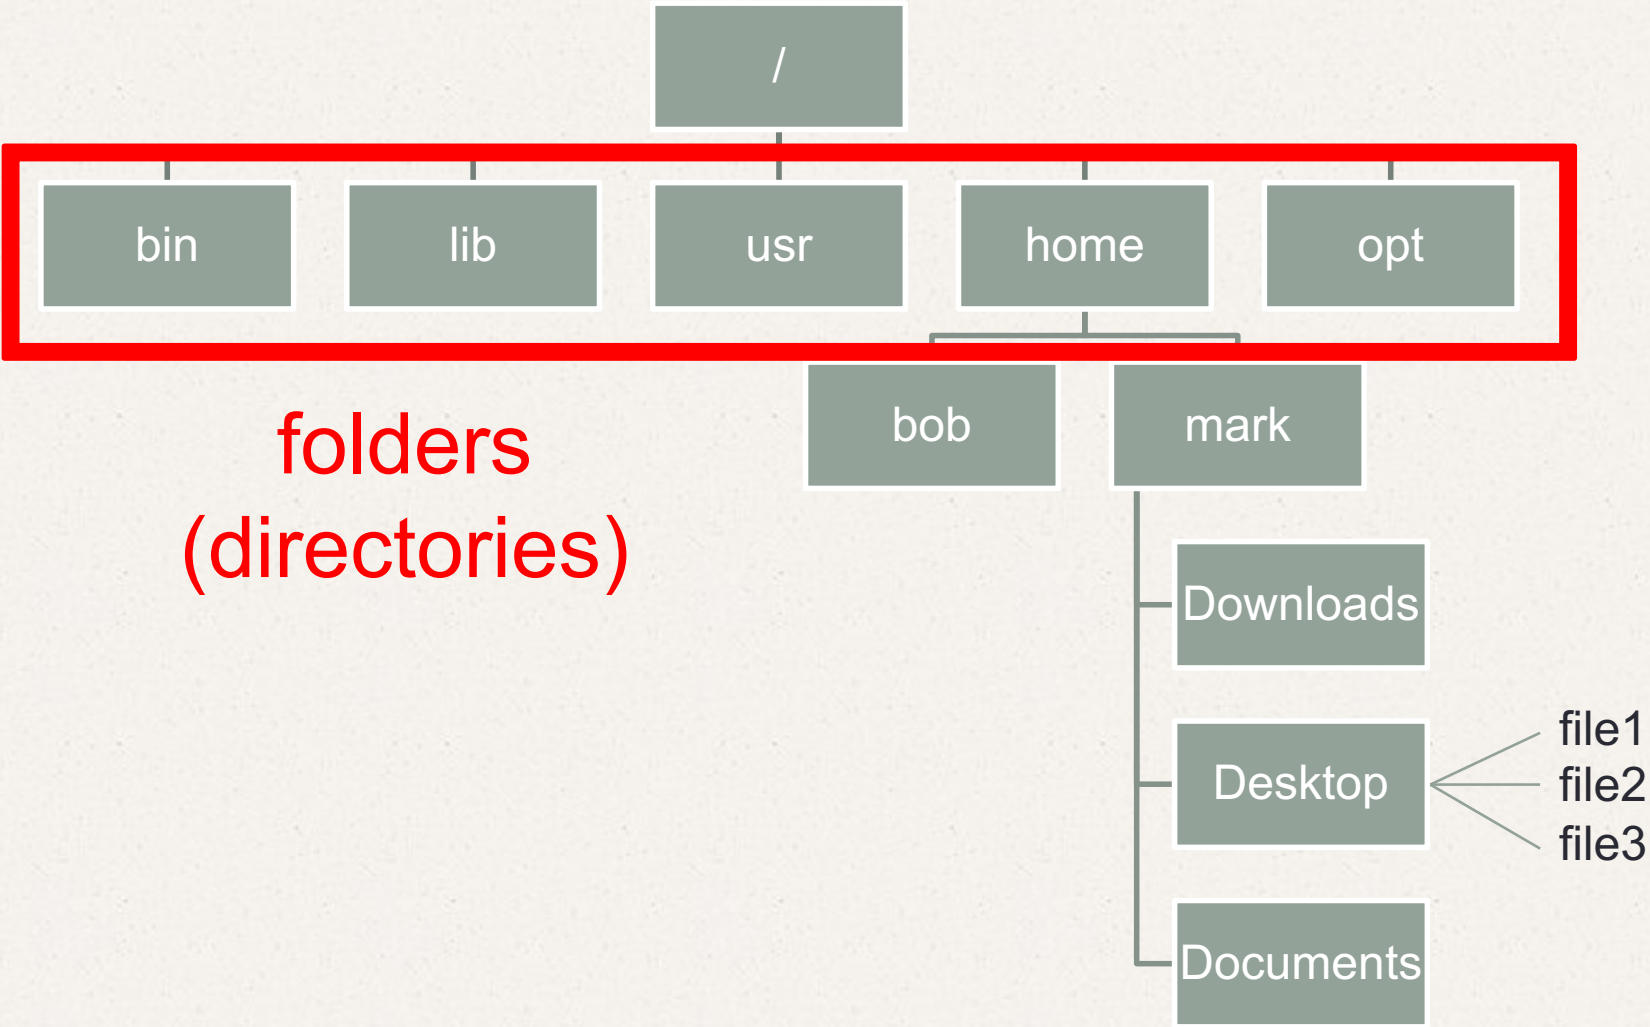 /
bin
lib
usr
home
opt
bob
mark
folders
(directories)
Downloads
Desktop
file1
file2
file3
Documents